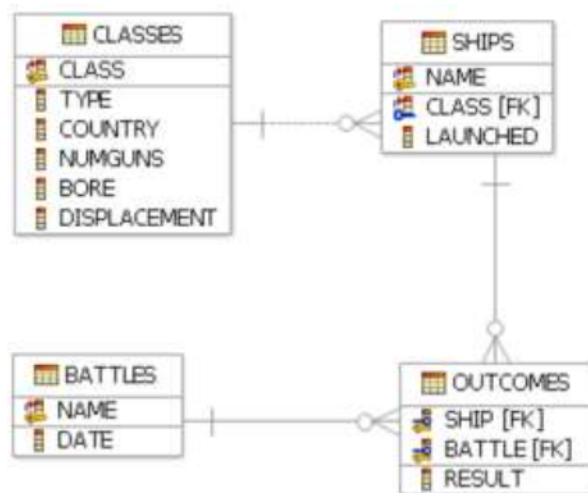 CLASSES
CLASS
TYPE
COUNTRY
NUMGUNS
BORE
DISPLACEMENT
SHIPS
NAME
CLASS [FK]
LAUNCHED
BATTLES
NAME
DATE
OUTCOMES
SHIP [FK]
BATTLE [FK]
RESULT